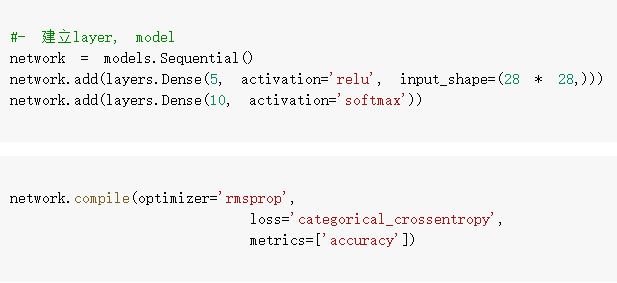 #- 建立layer, model
network = models.Sequential()
network.add(layers.Dense(5, activation='relu', input_shape=(28 * 28,)))
network.add(layers.Dense(10, activation='softmax'))
network.compile(optimizer='rmsprop',
loss='categorical_crossentropy',
metrics=['accuracy'])